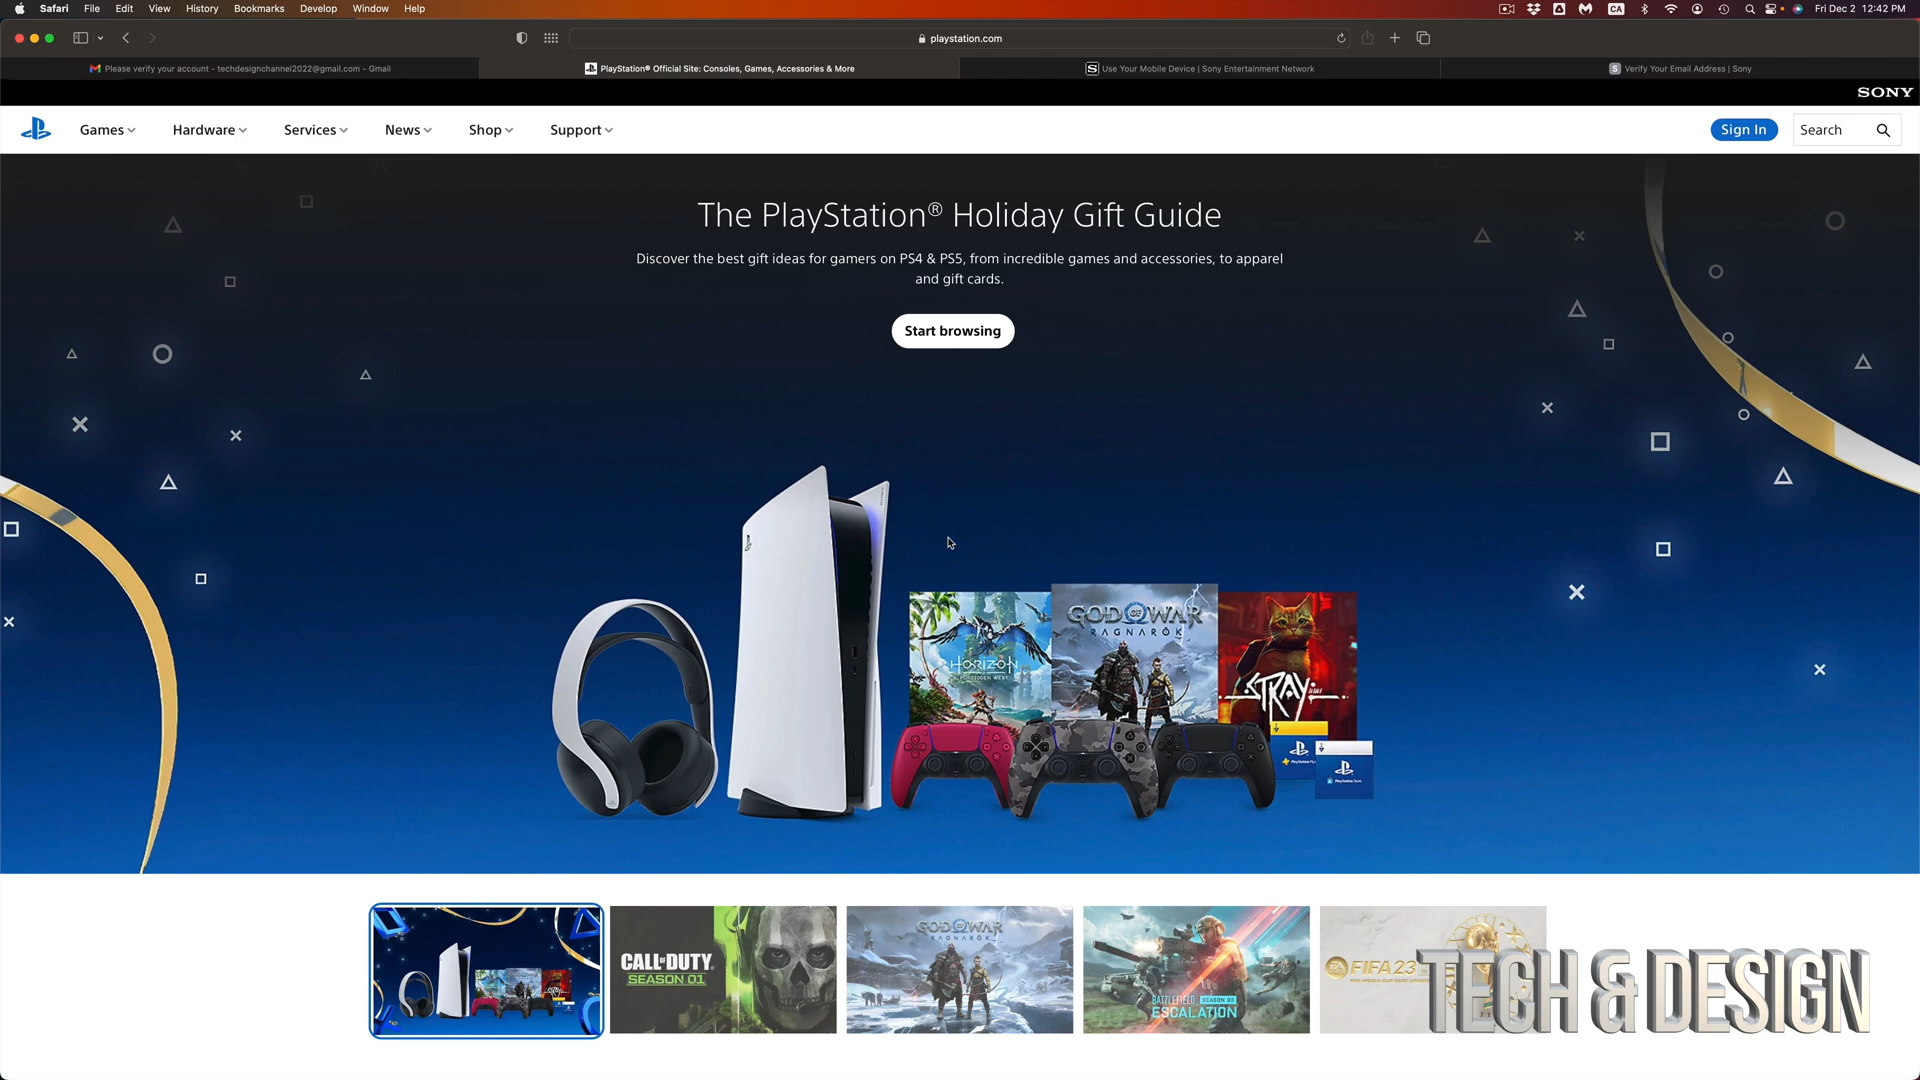 Safari File Edit View History Bookmarks Develop Window Help
CA
Fri Dec 2 12:42 PM
playstation.com
Please verify your account - techdesignchannel2022@gmail.com - Gmail
PlayStation® Official Site: Consoles, Games, Accessories & More
Use Your Mobile Device | Sony Entertainment Network
Verify Your Email Address | Sony
SONY
Games Hardware Services News Shop Support
Sign In
Search
The PlayStation® Holiday Gift Guide
Discover the best gift ideas for gamers on PS4 & PS5, from incredible games and accessories, to apparel
and gift cards.
Start browsing
HORIZON
FORBIDDEN WEST
GOD OF WAR
RAGNARÖK
STRAY
CALL OF DUTY
SEASON 01
GOD OF WAR
RAGNARÖK
BATTLEFIELD SEASON 03
ESCALATION
FIFA 23
TECH & DESIGN